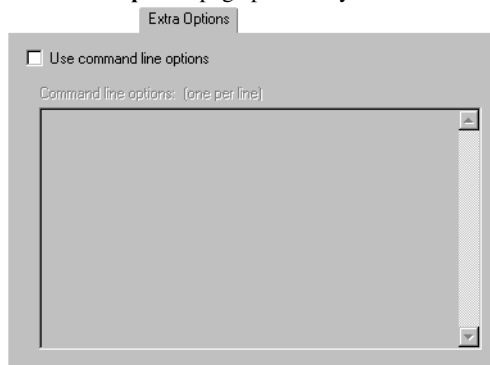 Extra Options
Use command line options
Command line options: (one per line)